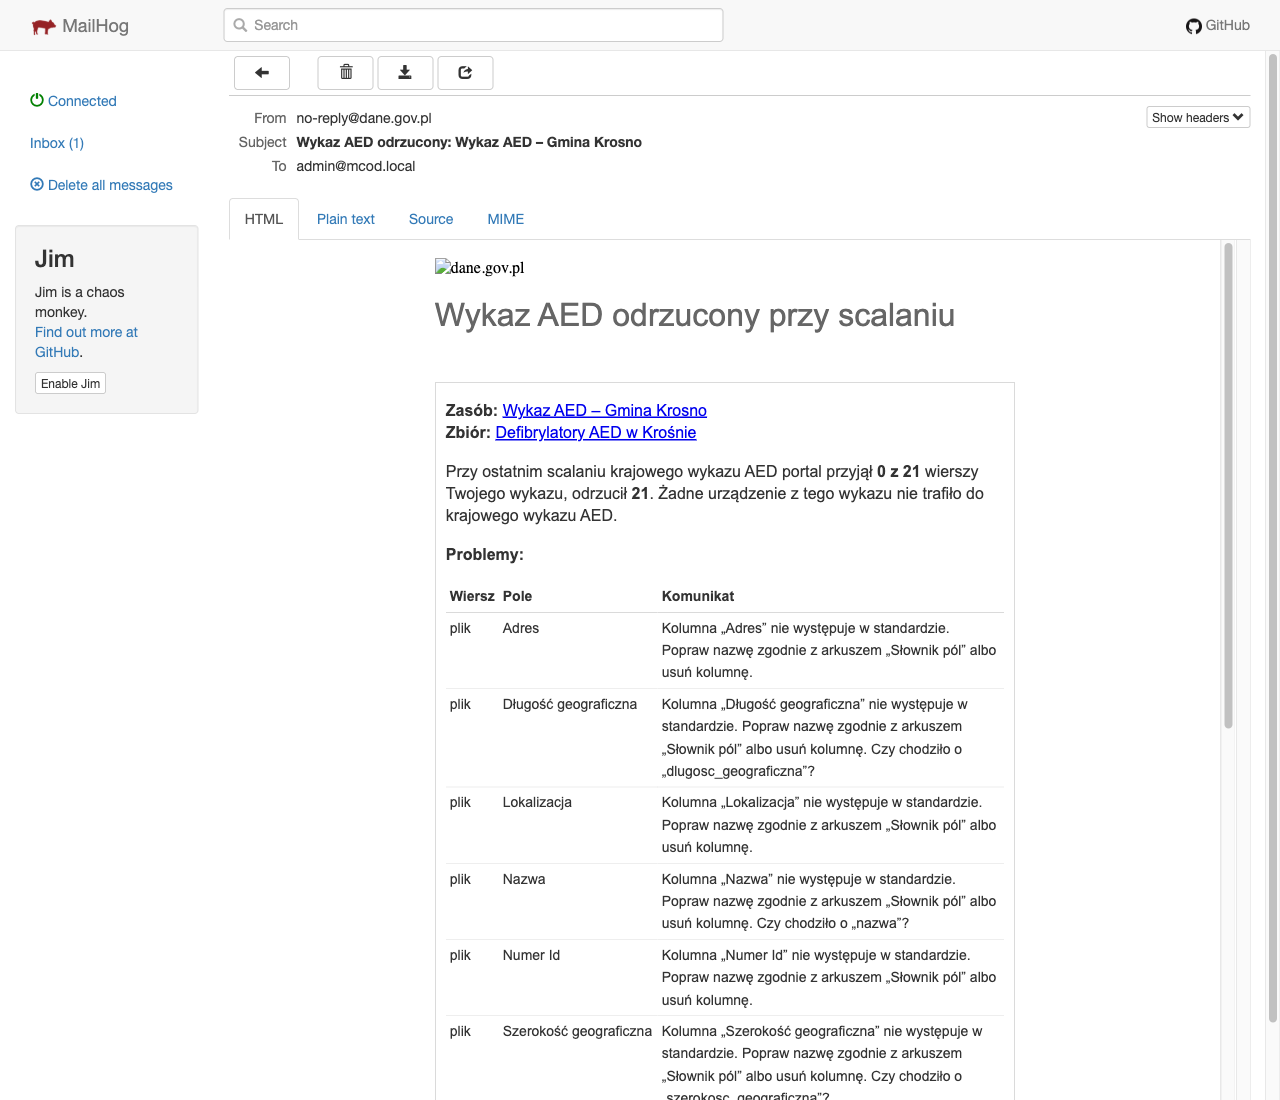 MailHog
Search
GitHub
Connected
Inbox (1)
Delete all messages
Jim
Jim is a chaos
monkey.
Find out more at
GitHub.
Enable Jim
From no-reply@dane.gov.pl
Show headers
Subject Wykaz AED odrzucony: Wykaz AED – Gmina Krosno
To admin@mcod.local
HTML Plain text Source MIME
dane.gov.pl
Wykaz AED odrzucony przy scalaniu
Zasób: Wykaz AED – Gmina Krosno
Zbiór: Defibrylatory AED w Krośnie
Przy ostatnim scalaniu krajowego wykazu AED portal przyjął 0 z 21 wierszy
Twojego wykazu, odrzucił 21. Żadne urządzenie z tego wykazu nie trafiło do
krajowego wykazu AED.
Problemy:
Wiersz Pole Komunikat
plik Adres Kolumna „Adres” nie występuje w standardzie.
Popraw nazwę zgodnie z arkuszem „Słownik pól” albo
usuń kolumnę.
plik Długość geograficzna Kolumna „Długość geograficzna” nie występuje w
standardzie. Popraw nazwę zgodnie z arkuszem
„Słownik pól” albo usuń kolumnę. Czy chodziło o
„dlugosc_geograficzna”?
plik Lokalizacja Kolumna „Lokalizacja” nie występuje w standardzie.
Popraw nazwę zgodnie z arkuszem „Słownik pól” albo
usuń kolumnę.
plik Nazwa Kolumna „Nazwa” nie występuje w standardzie.
Popraw nazwę zgodnie z arkuszem „Słownik pól” albo
usuń kolumnę. Czy chodziło o „nazwa”?
plik Numer Id Kolumna „Numer Id” nie występuje w standardzie.
Popraw nazwę zgodnie z arkuszem „Słownik pól” albo
usuń kolumnę.
plik Szerokość geograficzna Kolumna „Szerokość geograficzna” nie występuje w
standardzie. Popraw nazwę zgodnie z arkuszem
„Słownik pól” albo usuń kolumnę. Czy chodziło o
„szerokosc_geograficzna”?